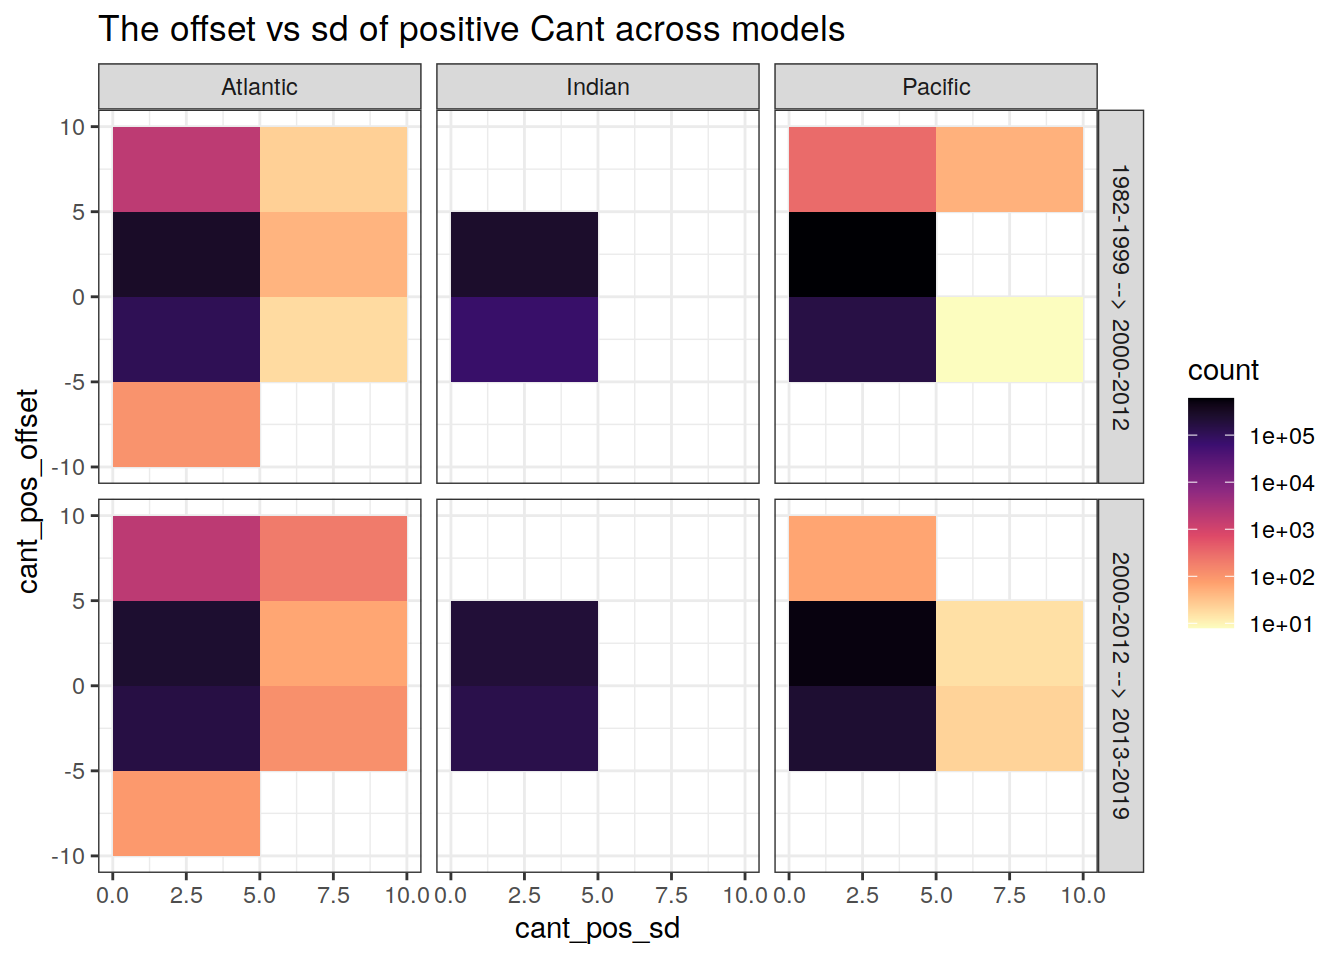 The offset vs sd of positive Cant across models
Atlantic
Indian
Pacific
10
5
0
-5
-10
1982-1999 --> 2000-2012
10
5
0
-5
-10
2000-2012 --> 2013-2019
cant_pos_offset
0.0 2.5 5.0 7.5 10.0
0.0 2.5 5.0 7.5 10.0
0.0 2.5 5.0 7.5 10.0
cant_pos_sd
count
1e+05
1e+04
1e+03
1e+02
1e+01